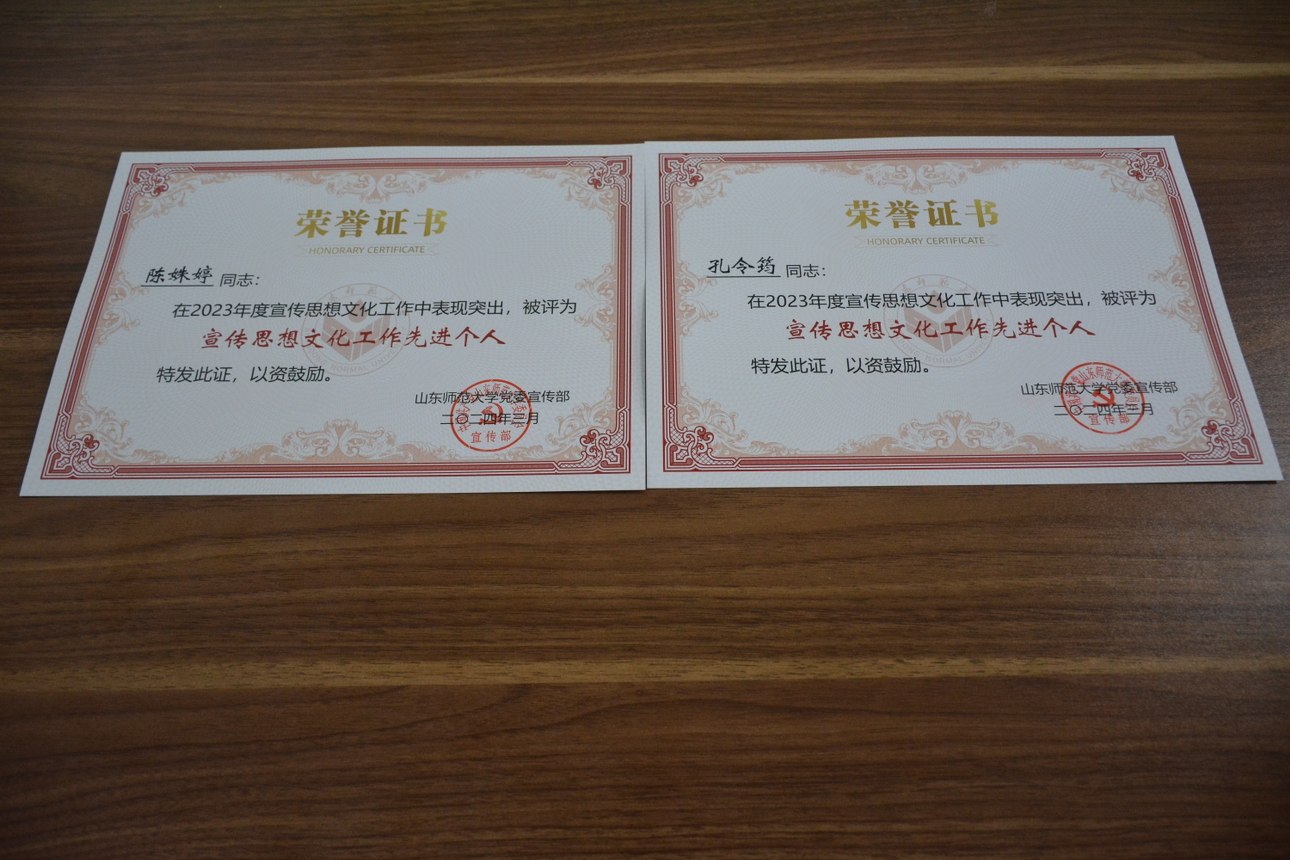 荣誉证书
HONORARY CERTIFICATE
陈姝婷 同志：
在2023年度宣传思想文化工作中表现突出，被评为
宣传思想文化工作先进个人
特发此证，以资鼓励。
山东师范大学党委宣传部
二〇二四年三月
宣传部
荣誉证书
HONORARY CERTIFICATE
孔令筠 同志：
在2023年度宣传思想文化工作中表现突出，被评为
宣传思想文化工作先进个人
特发此证，以资鼓励。
山东师范大学党委宣传部
二〇二四年三月
宣传部